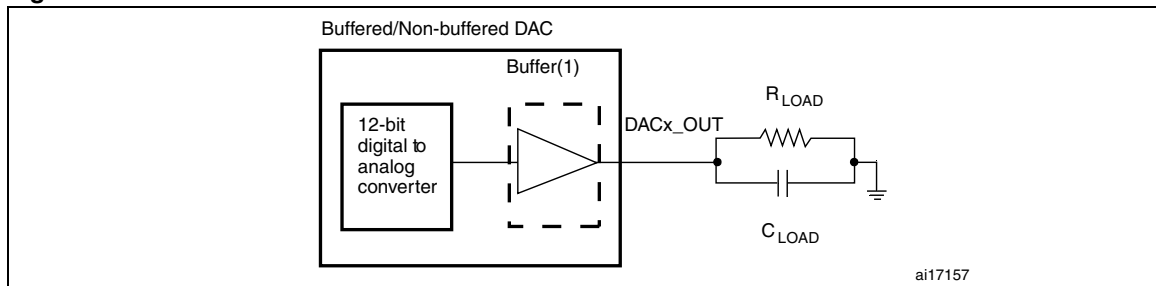 Buffered/Non-buffered DAC
Buffer(1)
12-bit
digital to
analog
converter
DACx_OUT
R LOAD
C LOAD
ai17157